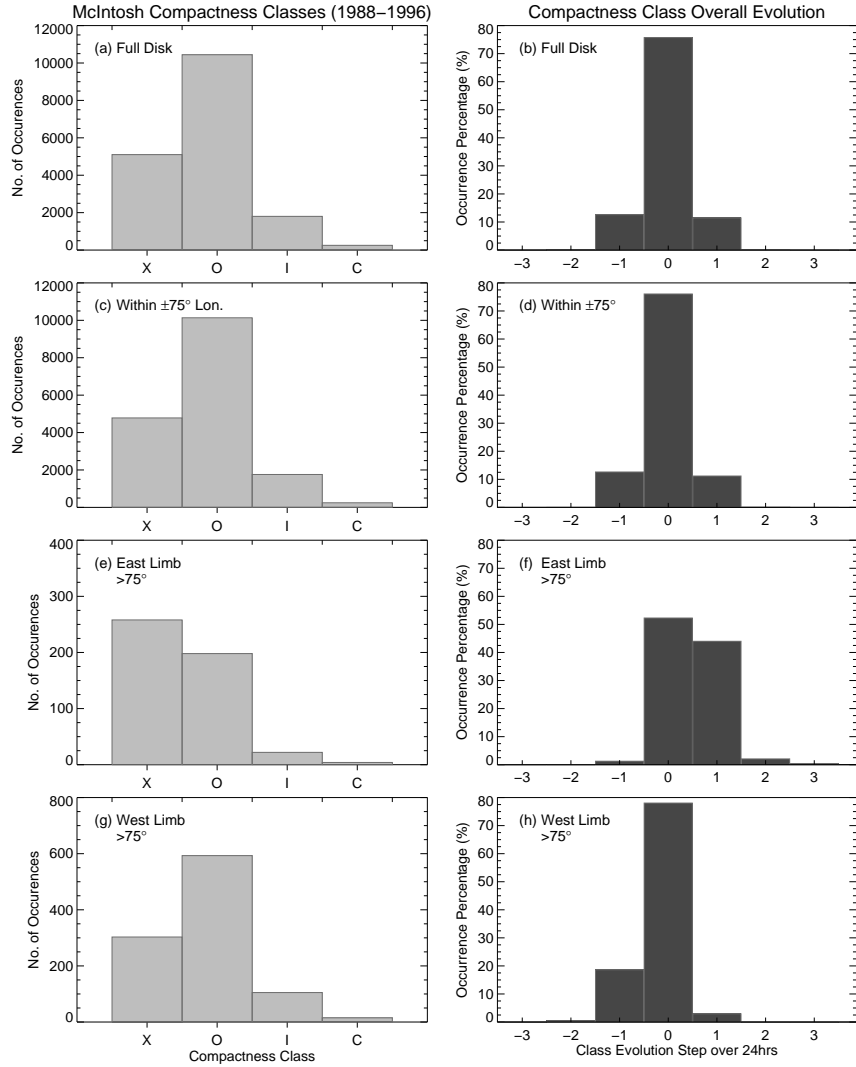 McIntosh Compactness Classes (1988−1996)
(a) Full Disk
No. of Occurences
12000
10000
8000
6000
4000
2000
0
X O I C
Compactness Class Overall Evolution
(b) Full Disk
Occurrence Percentage (%)
80
70
60
50
40
30
20
10
0
−3 −2 −1 0 1 2 3
(c) Within ±75° Lon.
No. of Occurences
12000
10000
8000
6000
4000
2000
0
X O I C
(d) Within ±75°
Occurrence Percentage (%)
80
70
60
50
40
30
20
10
0
−3 −2 −1 0 1 2 3
(e) East Limb
>75°
No. of Occurences
400
300
200
100
0
X O I C
(f) East Limb
>75°
Occurrence Percentage (%)
80
70
60
50
40
30
20
10
0
−3 −2 −1 0 1 2 3
(g) West Limb
>75°
No. of Occurences
800
600
400
200
0
X O I C
Compactness Class
(h) West Limb
>75°
Occurrence Percentage (%)
80
70
60
50
40
30
20
10
0
−3 −2 −1 0 1 2 3
Class Evolution Step over 24hrs